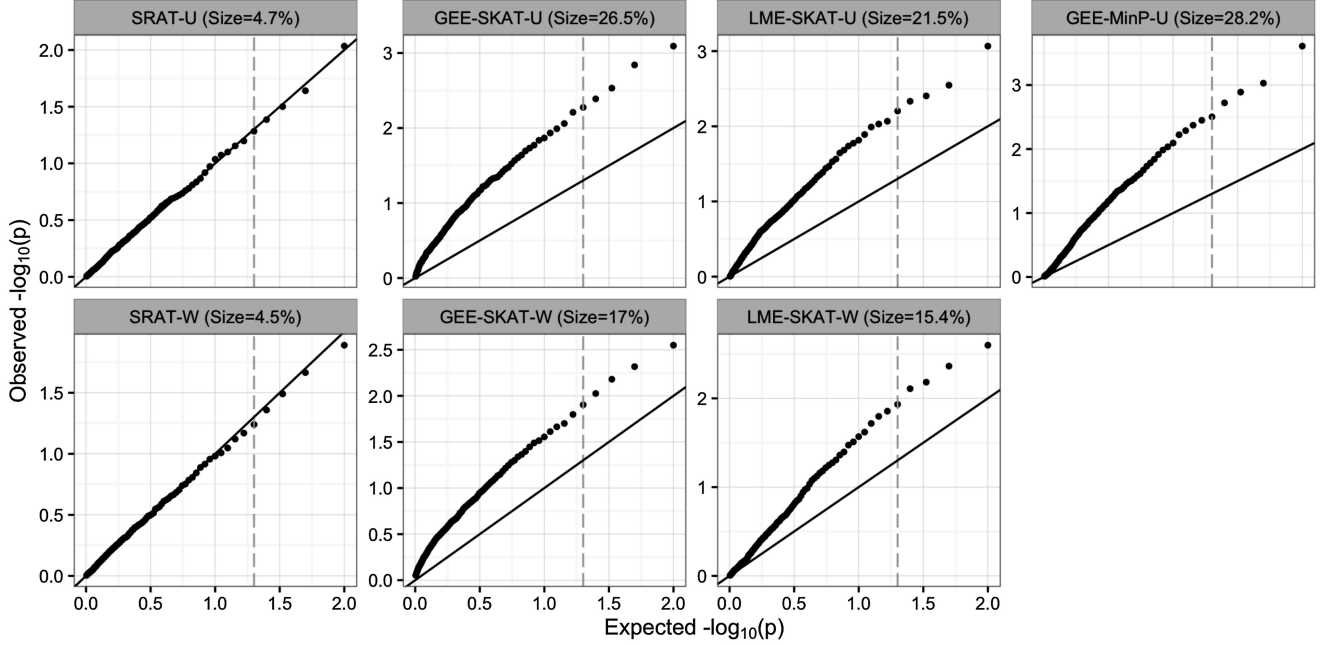 SRAT-U (Size=4.7%)
GEE-SKAT-U (Size=26.5%)
LME-SKAT-U (Size=21.5%)
GEE-MinP-U (Size=28.2%)
2.0
1.5
1.0
0.5
0.0
3
2
1
0
3
2
1
0
3
2
1
0
SRAT-W (Size=4.5%)
GEE-SKAT-W (Size=17%)
LME-SKAT-W (Size=15.4%)
1.5
1.0
0.5
0.0
2.5
2.0
1.5
1.0
0.5
0.0
2
1
0
0.0 0.5 1.0 1.5 2.0
0.0 0.5 1.0 1.5 2.0
0.0 0.5 1.0 1.5 2.0
Observed -log₁₀(p)
Expected -log₁₀(p)